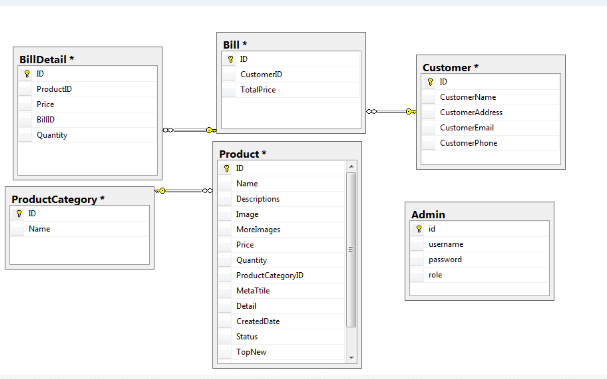 BillDetail *
ID
ProductID
Price
BillID
Quantity
Bill *
ID
CustomerID
TotalPrice
Customer *
ID
CustomerName
CustomerAddress
CustomerEmail
CustomerPhone
ProductCategory *
ID
Name
Product *
ID
Name
Descriptions
Image
MoreImages
Price
Quantity
ProductCategoryID
MetaTtile
Detail
CreatedDate
Status
TopNew
Admin
id
username
password
role